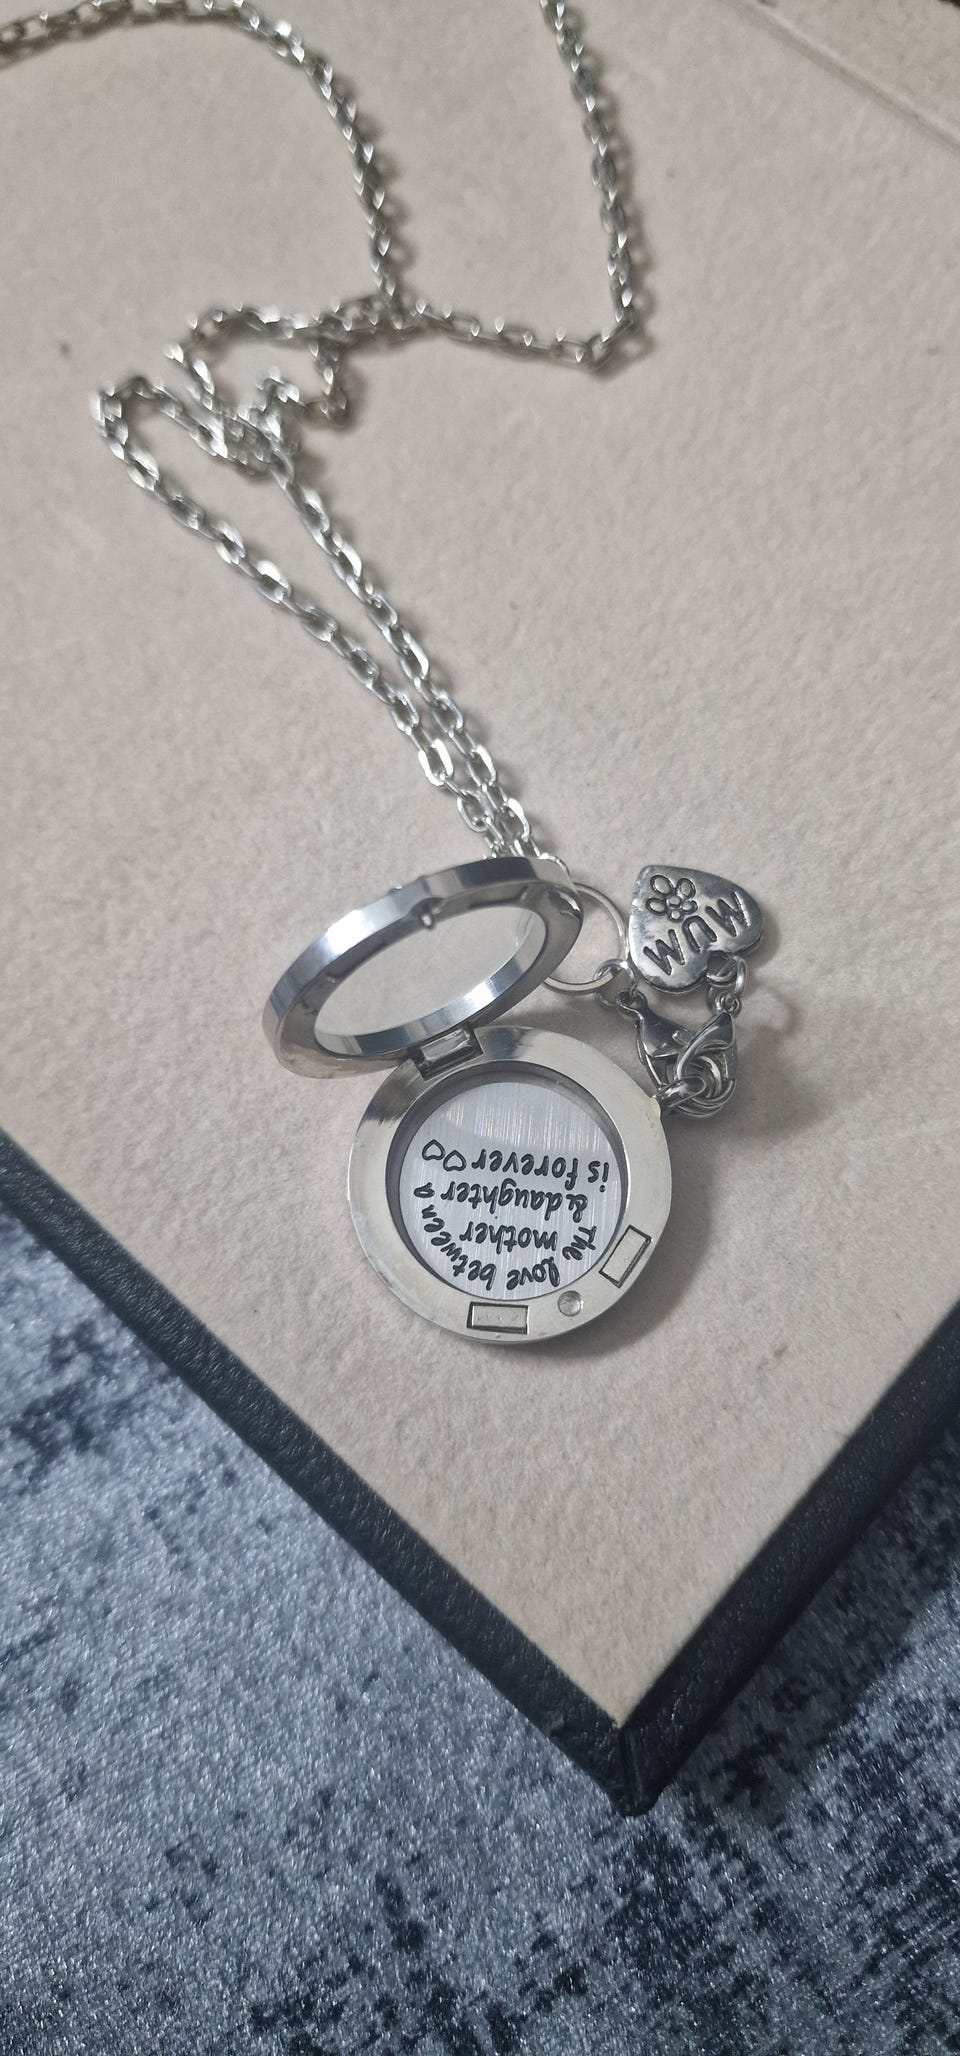 The love between
mother
& daughter
is forever
MUM